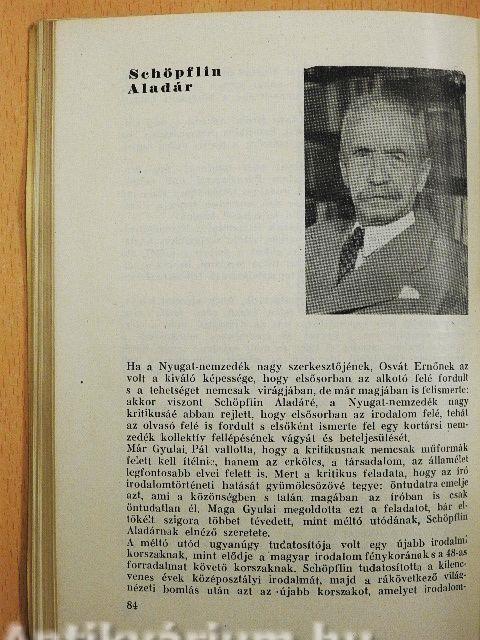 Schöpflin
Aladár
Ha a Nyugat-nemzedék nagy szerkesztőjének, Osvát Ernőnek az
volt a kiváló képessége, hogy elsősorban az alkotó felé fordult
s a tehetséget nemcsak virágjában, de már magjában is felismerte:
akkor viszont Schöpflin Aladáré, a Nyugat-nemzedék nagy
kritikusáé abban rejlett, hogy elsősorban az irodalom felé, tehát
az olvasó felé is fordult s elsőként ismerte fel egy kortársi nem-
zedék kollektív fellépésének vágyát és beteljesülését.
Már Gyulai, Pál vallotta, hogy a kritikusnak nemcsak műformák
felett kell ítélnie, hanem az erkölcs, a társadalom, az államélet
legfontosabb elvei felett is. Mert a kritikus feladata, hogy az író
irodalomtörténeti hatását gyümölcsözővé tegye: öntudatra emelje
azt, ami a közönségben s talán magában az íróban is csak
öntudatlan él. Maga Gyulai megoldotta ezt a feladatot, bár el-
tökélt szigora többet tévedett, mint méltó utódának, Schöpflin
Aladárnak elnéző szeretete.
A méltó utód ugyanúgy tudatosítója volt egy újabb irodalmi
korszaknak, mint elődje a magyar irodalom fénykorának s a 48-as
forradalmat követő korszaknak. Schöpflin tudatosította a kilenc-
venes évek középosztályi irodalmát, majd a rákövetkező világ-
nézeti bomlás után azt az újabb korszakot, amelyet irodalom-
84
Antikvárium.hu